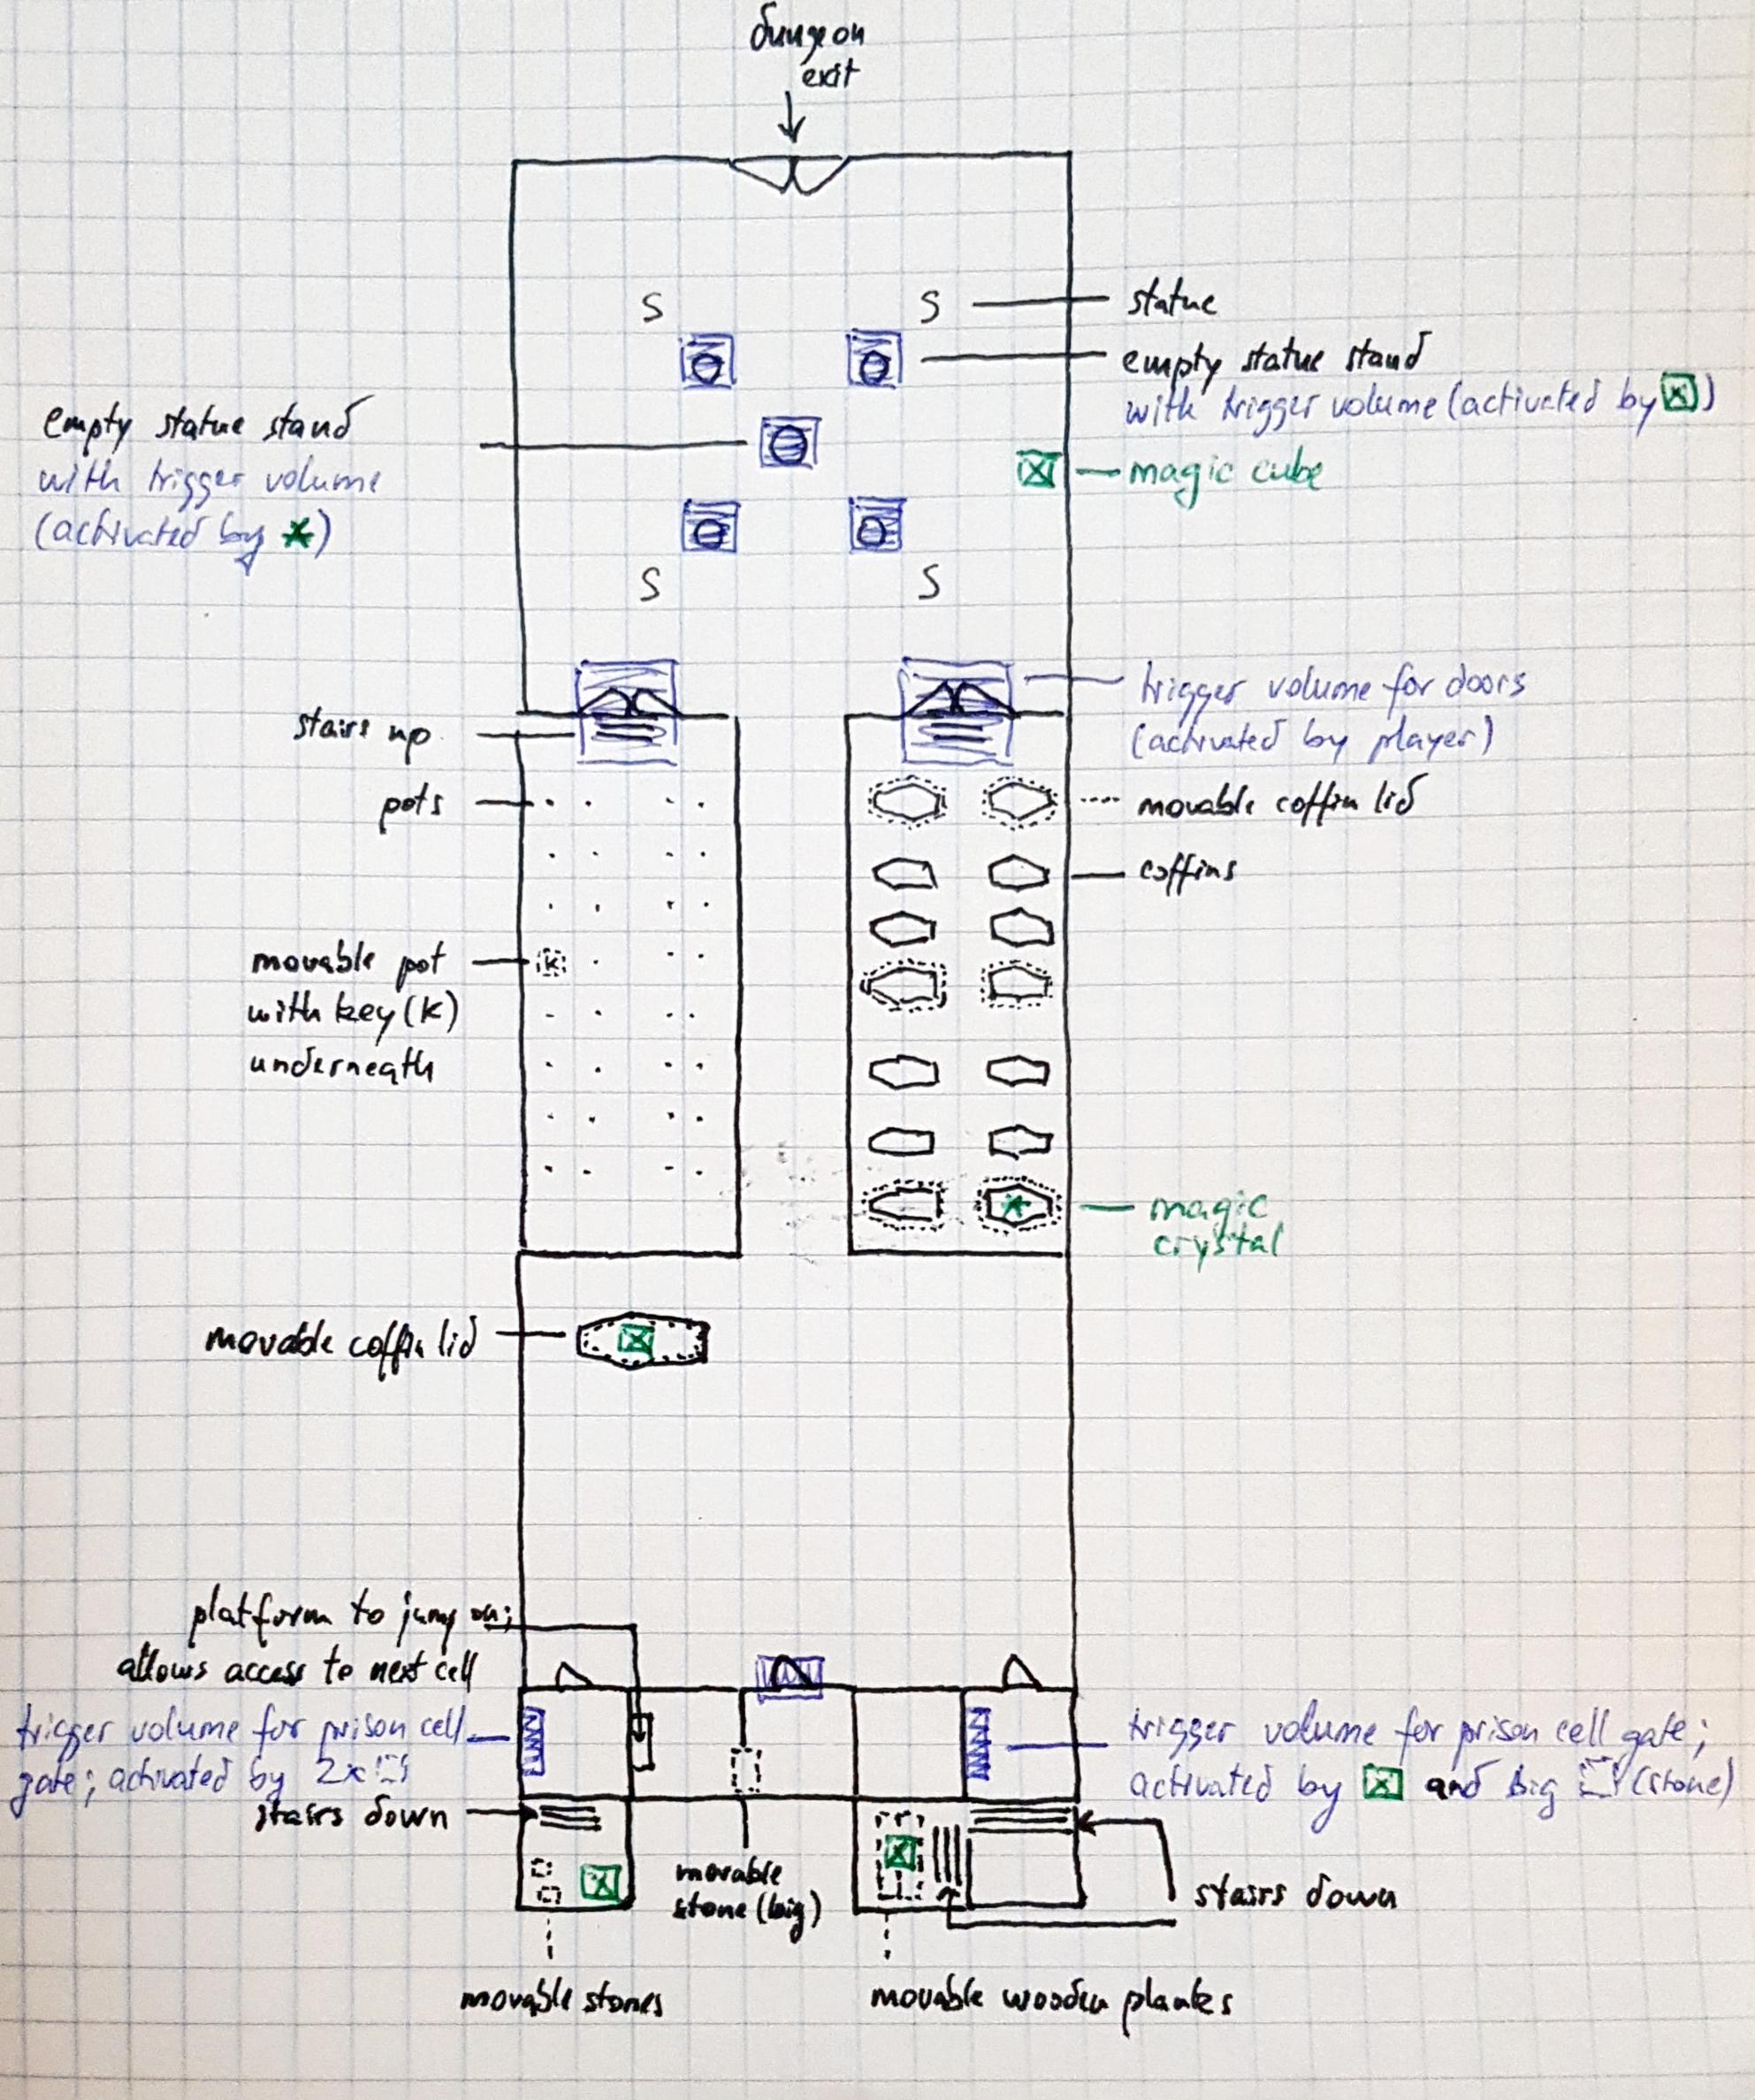 dungeon
exit
S
S
statue
empty statue stand
with trigger volume (activated by )
empty statue stand
with trigger volume
(activated by *)
magic cube
S
S
trigger volume for doors
(activated by player)
stairs up
pots
movable coffin lid
coffins
movable pot
with key (K)
underneath
K
magic
crystal
movable coffin lid
platform to jump on;
allows access to next cell
trigger volume for prison cell
gate; activated by 2x
trigger volume for prison cell gate;
activated by and big (stone)
stairs down
movable
stone (big)
stairs down
movable stones
movable wooden planks